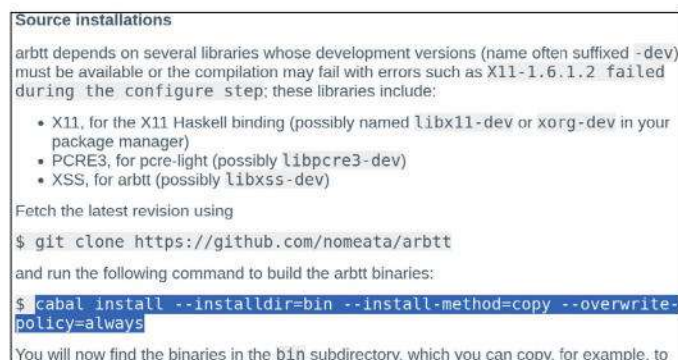 Source installations
arbtt depends on several libraries whose development versions (name often suffixed -dev)
must be available or the compilation may fail with errors such as X11-1.6.1.2 failed
during the configure step; these libraries include:
• X11, for the X11 Haskell binding (possibly named libx11-dev or xorg-dev in your
package manager)
• PCRE3, for pcre-light (possibly libpcre3-dev)
• XSS, for arbtt (possibly libxss-dev)
Fetch the latest revision using
$ git clone https://github.com/nomeata/arbtt
and run the following command to build the arbtt binaries:
$ cabal install --installdir=bin --install-method=copy --overwrite-
policy=always
You will now find the binaries in the bin subdirectory, which you can copy, for example, to